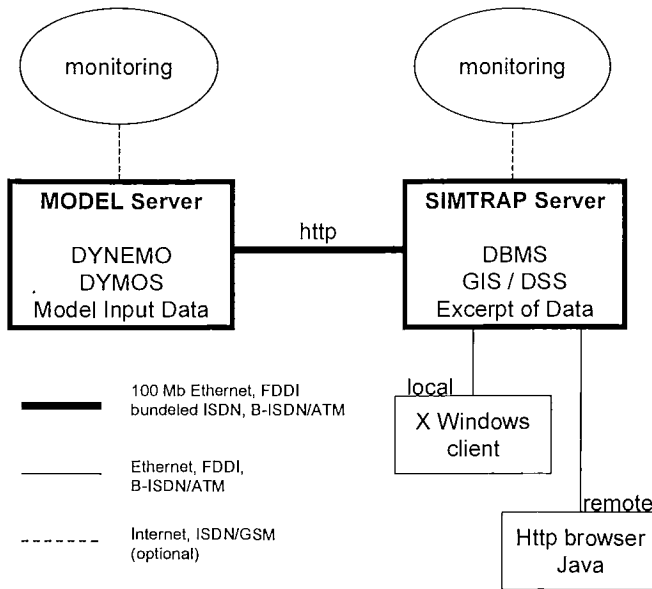 monitoring
monitoring
MODEL Server
DYNEMO
DYMOS
Model Input Data
http
SIMTRAP Server
DBMS
GIS / DSS
Excerpt of Data
100 Mb Ethernet, FDDI
bundeled ISDN, B-ISDN/ATM
Ethernet, FDDI,
B-ISDN/ATM
Internet, ISDN/GSM
(optional)
local
X Windows
client
remote
Http browser
Java